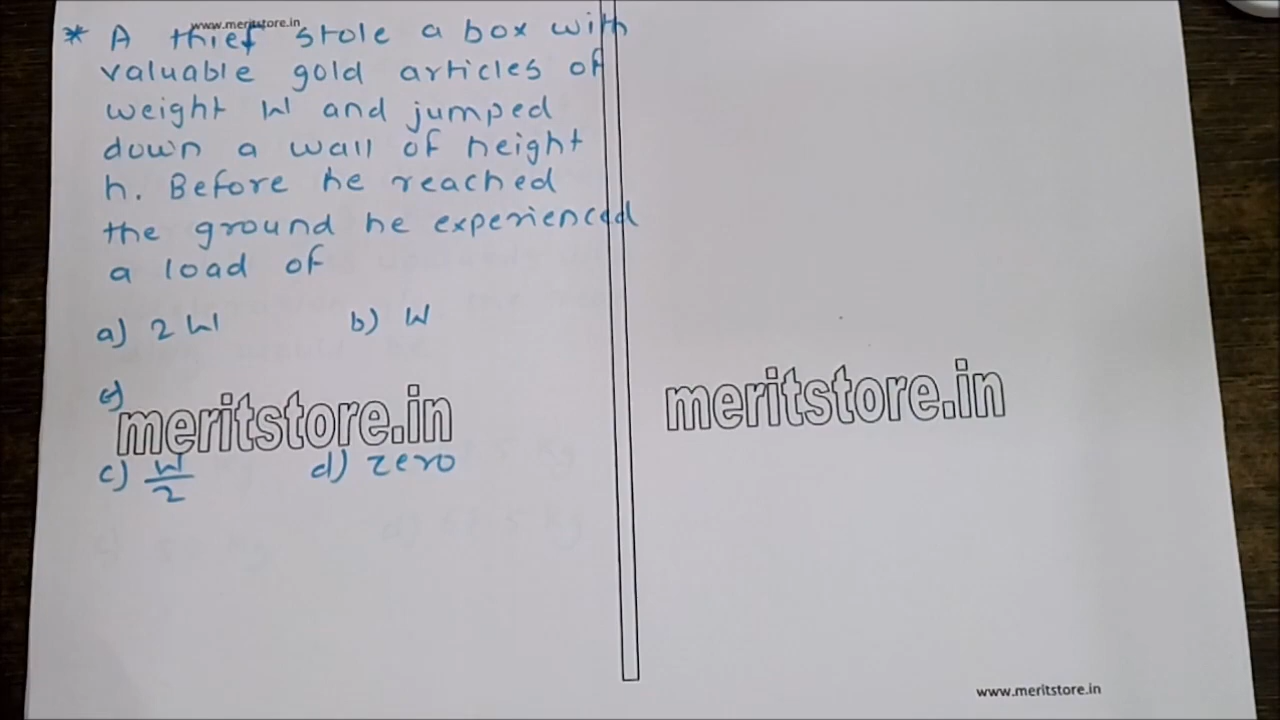 www.meritstore.in
* A thief stole a box with
valuable gold articles of
weight W and jumped
down a wall of height
h. Before he reached
the ground he experienced
a load of
a) 2W b) W
c)
meritstore.in
meritstore.in
c) W/2 d) zero
www.meritstore.in